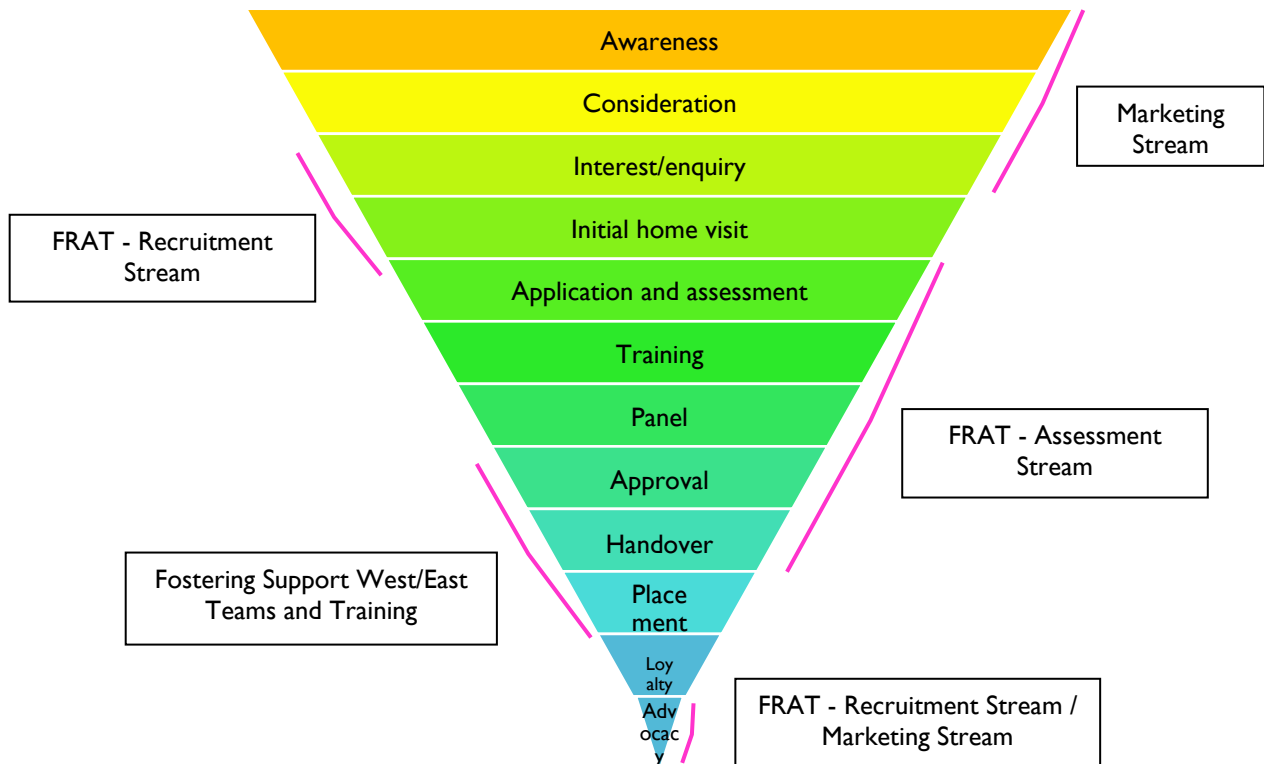 Awareness
Consideration
Marketing
Stream
Interest/enquiry
Initial home visit
FRAT - Recruitment
Stream
Application and assessment
Training
Panel
FRAT - Assessment
Stream
Approval
Handover
Fostering Support West/East
Teams and Training
Place
ment
Loy
alty
Adv
ocac
y
FRAT - Recruitment Stream /
Marketing Stream